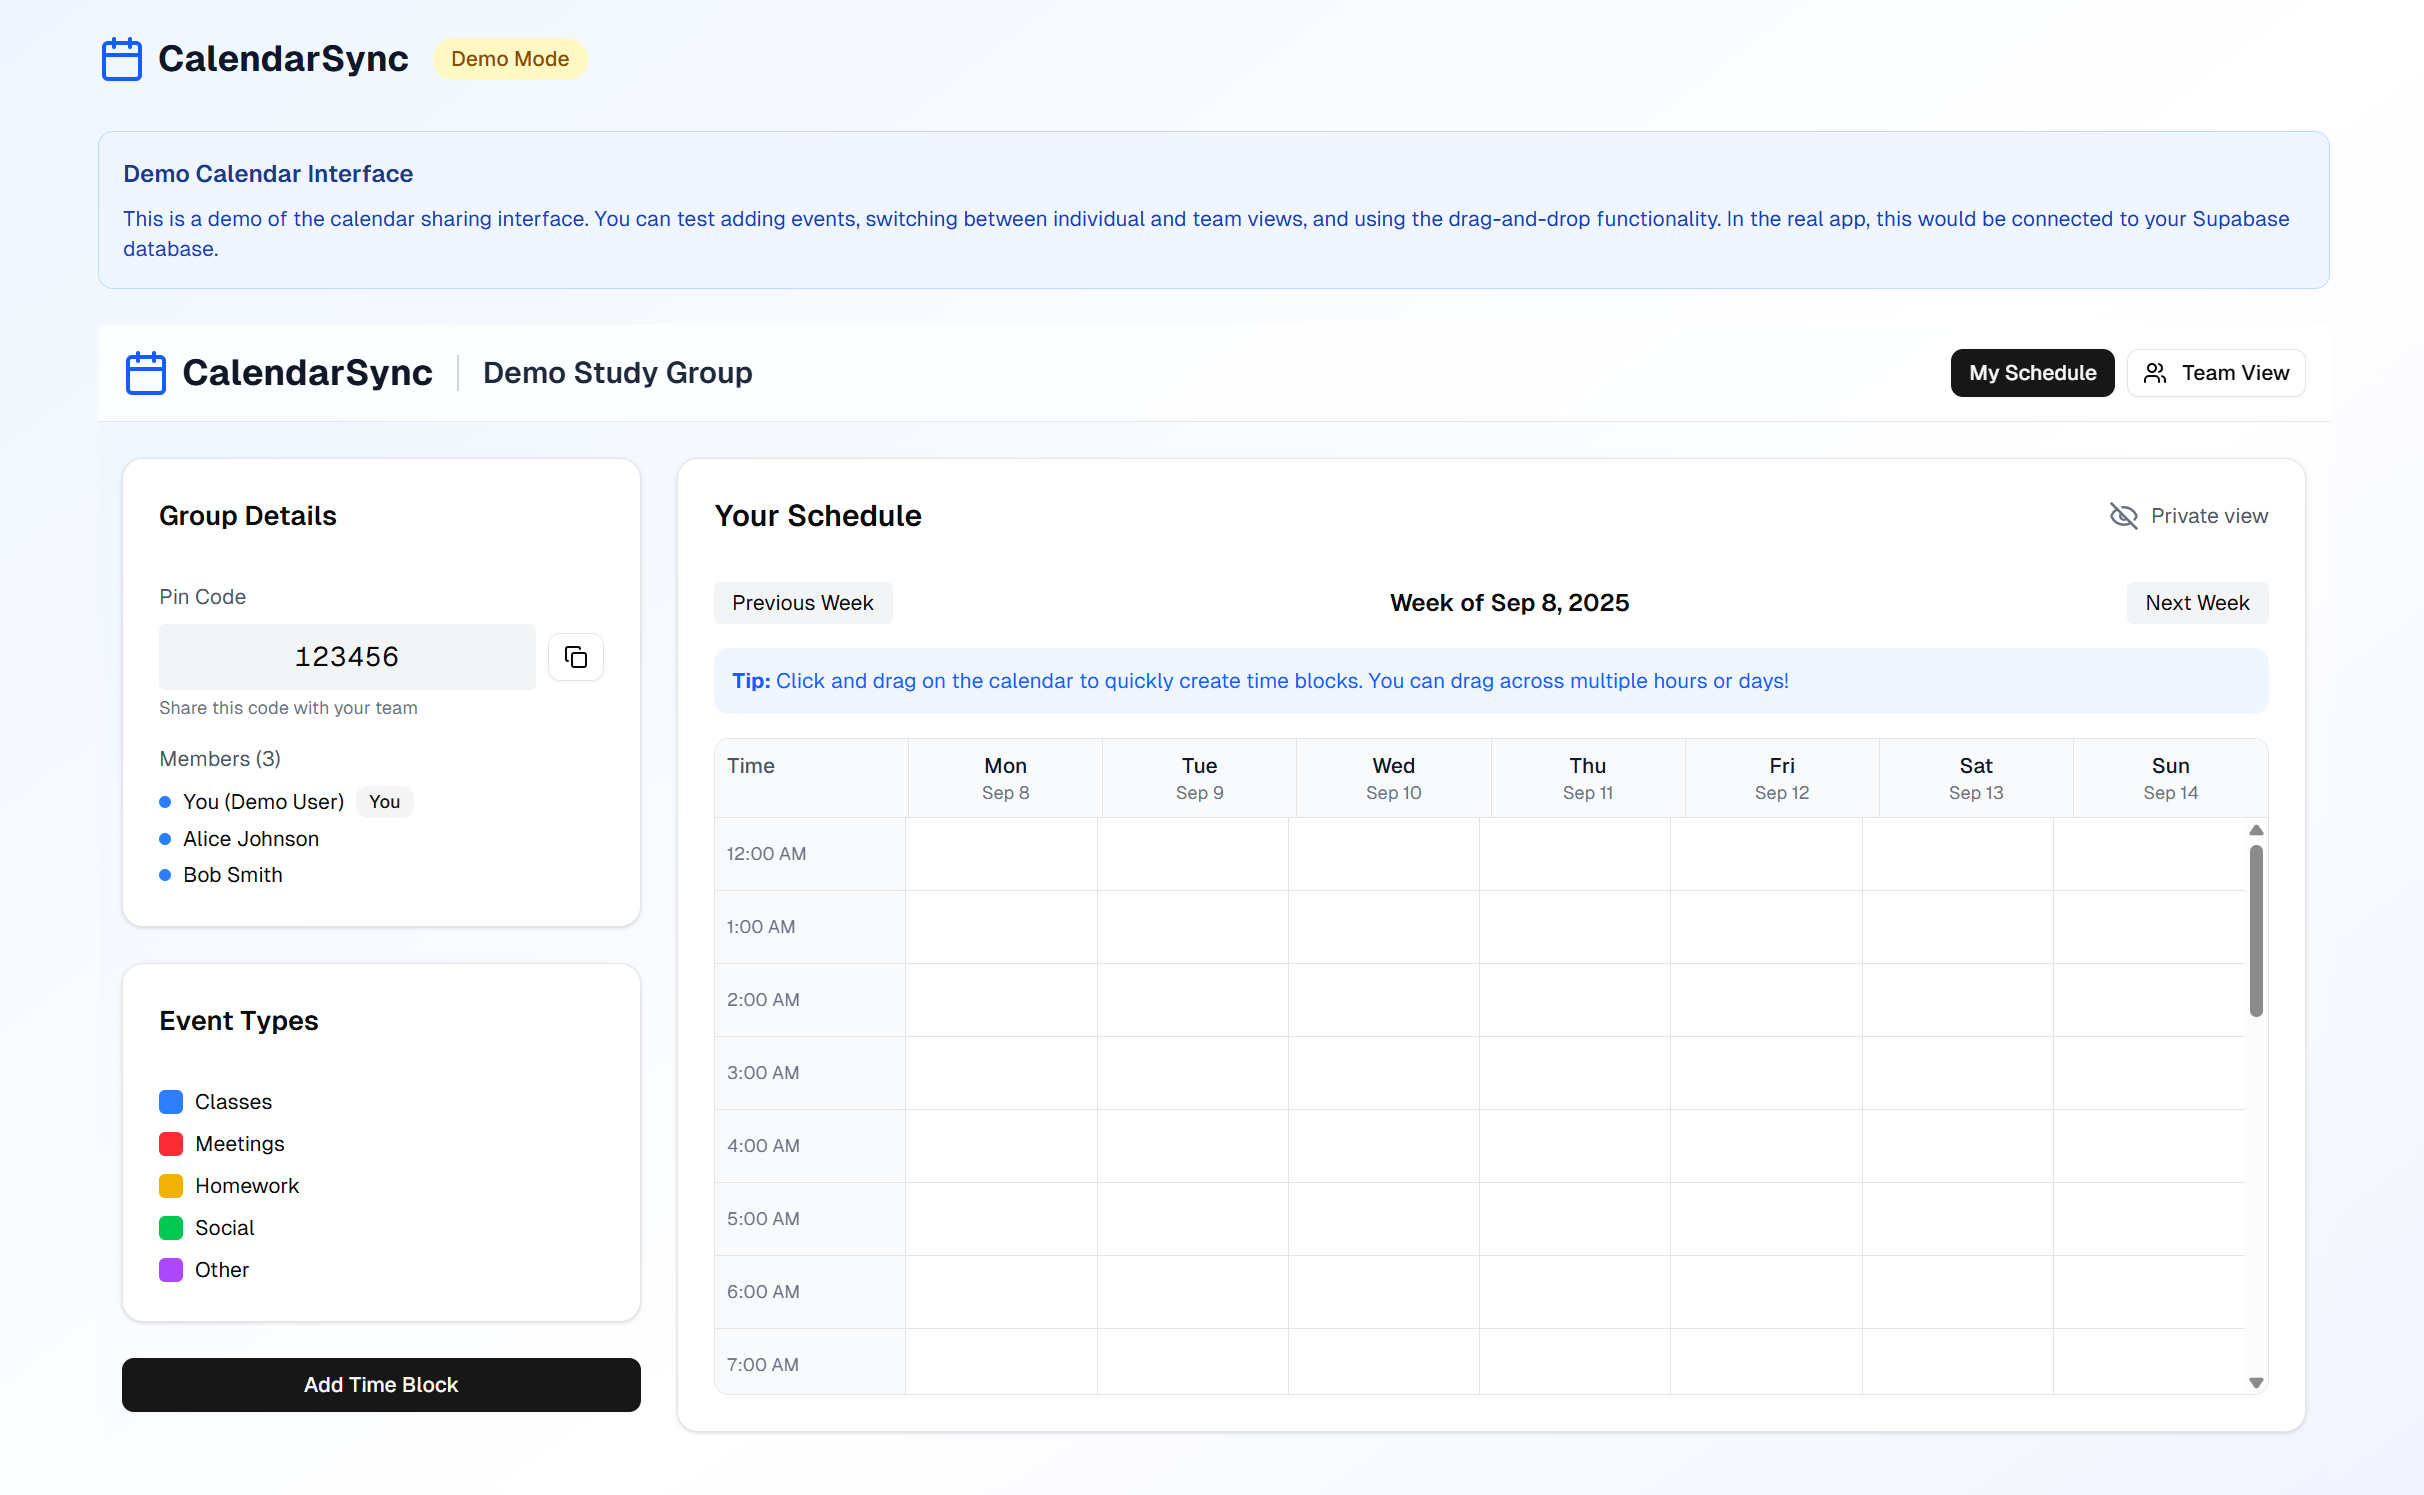 CalendarSync Demo Mode
Demo Calendar Interface
This is a demo of the calendar sharing interface. You can test adding events, switching between individual and team views, and using the drag-and-drop functionality. In the real app, this would be connected to your Supabase
database.
CalendarSync Demo Study Group My Schedule Team View
Group Details
Pin Code
123456
Share this code with your team
Members (3)
You (Demo User) You
Alice Johnson
Bob Smith
Event Types
Classes
Meetings
Homework
Social
Other
Add Time Block
Your Schedule Private view
Previous Week Week of Sep 8, 2025 Next Week
Tip: Click and drag on the calendar to quickly create time blocks. You can drag across multiple hours or days!
Time Mon Tue Wed Thu Fri Sat Sun
Sep 8 Sep 9 Sep 10 Sep 11 Sep 12 Sep 13 Sep 14
12:00 AM
1:00 AM
2:00 AM
3:00 AM
4:00 AM
5:00 AM
6:00 AM
7:00 AM